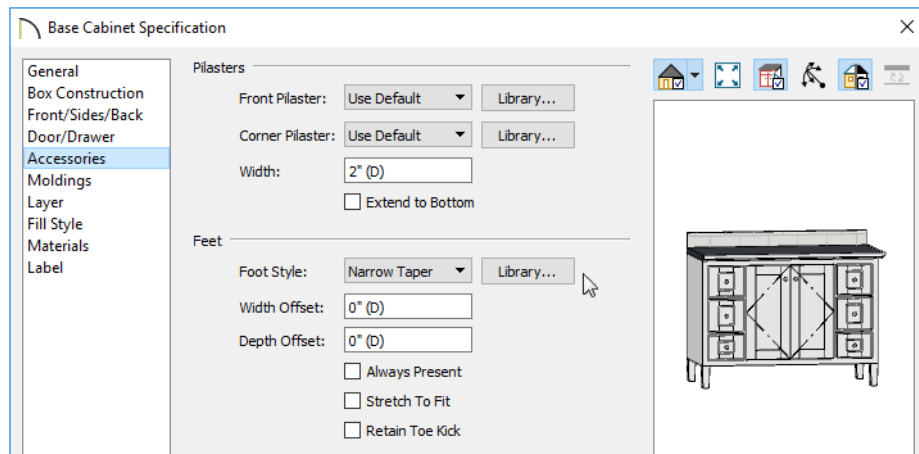 Base Cabinet Specification
General
Box Construction
Front/Sides/Back
Door/Drawer
Accessories
Moldings
Layer
Fill Style
Materials
Label
Pilasters
Front Pilaster: Use Default Library...
Corner Pilaster: Use Default Library...
Width: 2" (D)
Extend to Bottom
Feet
Foot Style: Narrow Taper Library...
Width Offset: 0" (D)
Depth Offset: 0" (D)
Always Present
Stretch To Fit
Retain Toe Kick